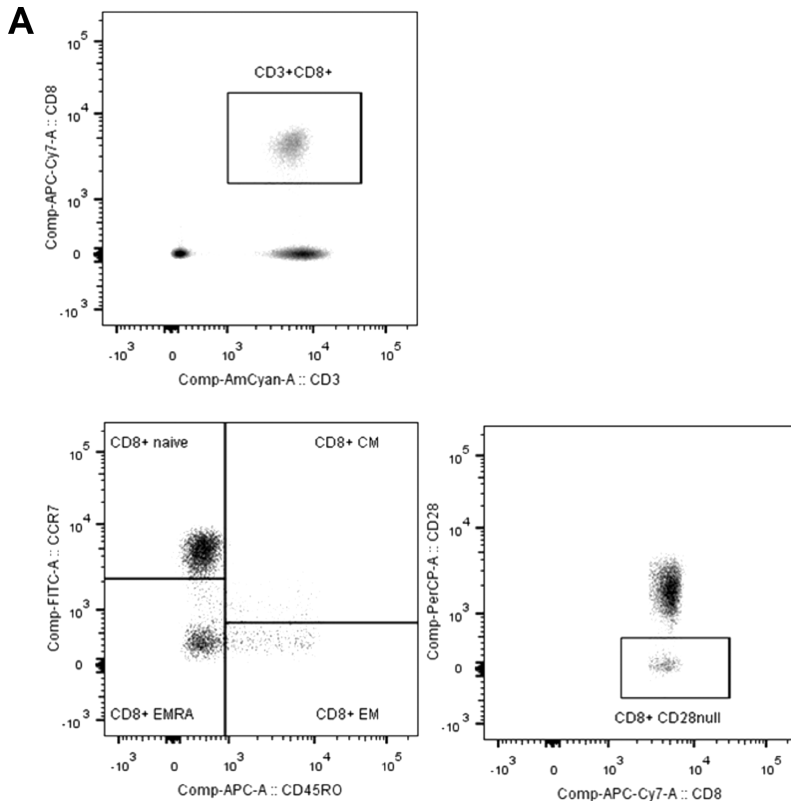 A
CD3+CD8+
10^5
10^4
10^3
0
-10^3
Comp-APC-Cy7-A :: CD8
-10^3 0 10^3 10^4 10^5
Comp-AmCyan-A :: CD3
CD8+ naive CD8+ CM
10^5
10^4
10^3
0
-10^3
Comp-FITC-A :: CCR7
CD8+ EMRA CD8+ EM
-10^3 0 10^3 10^4 10^5
Comp-APC-A :: CD45RO
10^5
10^4
10^3
0
-10^3
Comp-PerCP-A :: CD28
CD8+ CD28null
-10^3 0 10^3 10^4 10^5
Comp-APC-Cy7-A :: CD8